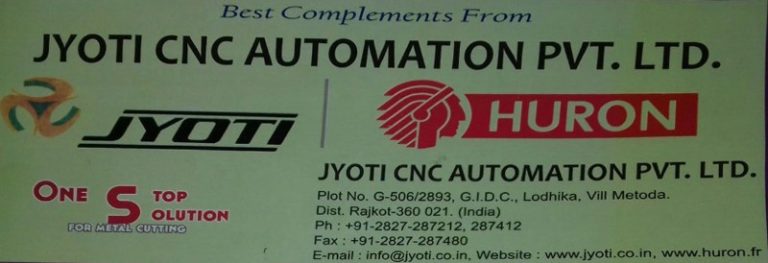 Best Complements From
JYOTI CNC AUTOMATION PVT. LTD.
JYOTI
HURON
JYOTI CNC AUTOMATION PVT. LTD.
Plot No. G-506/2893, G.I.D.C., Lodhika, Vill Metoda.
Dist. Rajkot-360 021. (India)
Ph : +91-2827-287212, 287412
Fax : +91-2827-287480
E-mail : info@jyoti.co.in, Website : www.jyoti.co.in, www.huron.fr
ONE STOP
SOLUTION
FOR METAL CUTTING